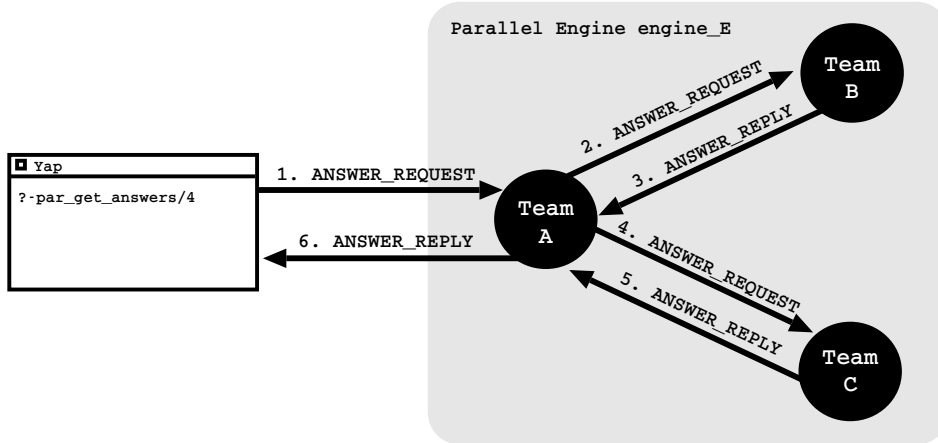 Parallel Engine engine_E
Team
B
2. ANSWER_REQUEST
3. ANSWER_REPLY
Yap
?-par_get_answers/4
1. ANSWER_REQUEST
Team
A
6. ANSWER_REPLY
4. ANSWER_REQUEST
5. ANSWER_REPLY
Team
C